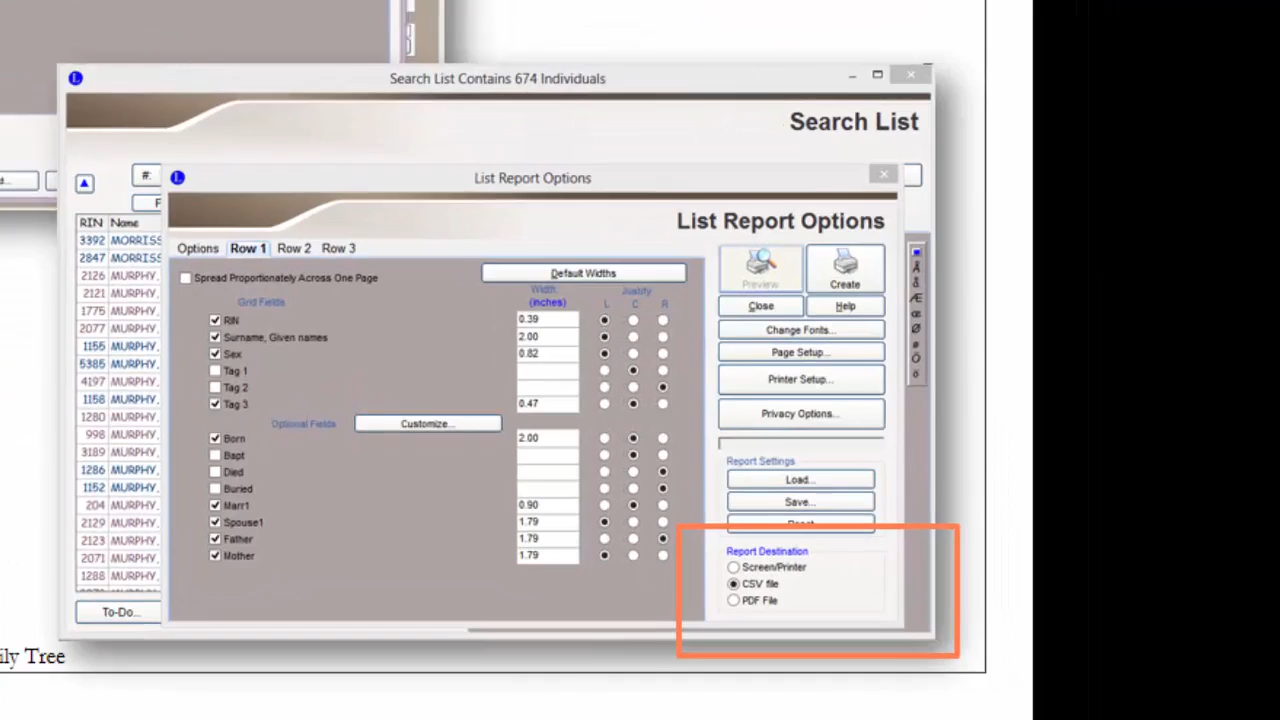 Search List Contains 674 Individuals
Search List
#:
List Report Options
F
List Report Options
RIN Name
Options Row 1 Row 2 Row 3
3392 MORRISS
2847 MORRISS
2126 MURPHY,
2121 MURPHY,
1775 MURPHY,
2077 MURPHY,
1155 MURPHY,
5385 MURPHY,
4197 MURPHY,
1158 MURPHY,
1280 MURPHY,
998 MURPHY,
3189 MURPHY,
1286 MURPHY,
1152 MURPHY,
204 MURPHY,
2129 MURPHY,
2123 MURPHY,
2071 MURPHY,
1288 MURPHY,
To-Do...
Spread Proportionately Across One Page
Default Widths
Grid Fields
Width
(inches)
Justify
L C R
RIN 0.39
Surname, Given names 2.00
Sex 0.82
Tag 1
Tag 2
Tag 3 0.47
Optional Fields Customize...
Born 2.00
Bapt
Died
Buried
Marr1 0.90
Spouse1 1.79
Father 1.79
Mother 1.79
Preview Create
Close Help
Change Fonts...
Page Setup...
Printer Setup...
Privacy Options...
Report Settings
Load...
Save...
Reset
Report Destination
Screen/Printer
CSV file
PDF File
Æ
œ
Ø
ø
Ö
ö
ily Tree